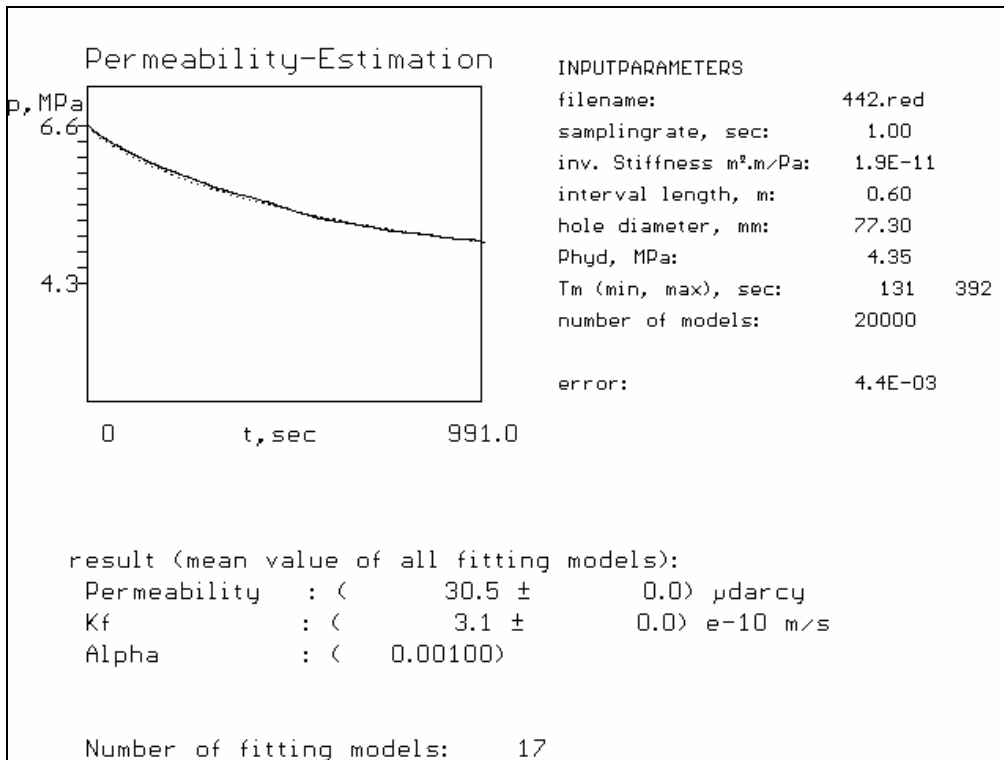 Permeability-Estimation
p,MPa
6.6
4.3
0 t,sec 991.0
INPUTPARAMETERS
filename: 442.red
samplingrate, sec: 1.00
inv. Stiffness m².m/Pa: 1.9E-11
interval length, m: 0.60
hole diameter, mm: 77.30
Phyd, MPa: 4.35
Tm (min, max), sec: 131 392
number of models: 20000
error: 4.4E-03
result (mean value of all fitting models):
Permeability : ( 30.5 ± 0.0) µdarcy
Kf : ( 3.1 ± 0.0) e-10 m/s
Alpha : ( 0.00100)
Number of fitting models: 17